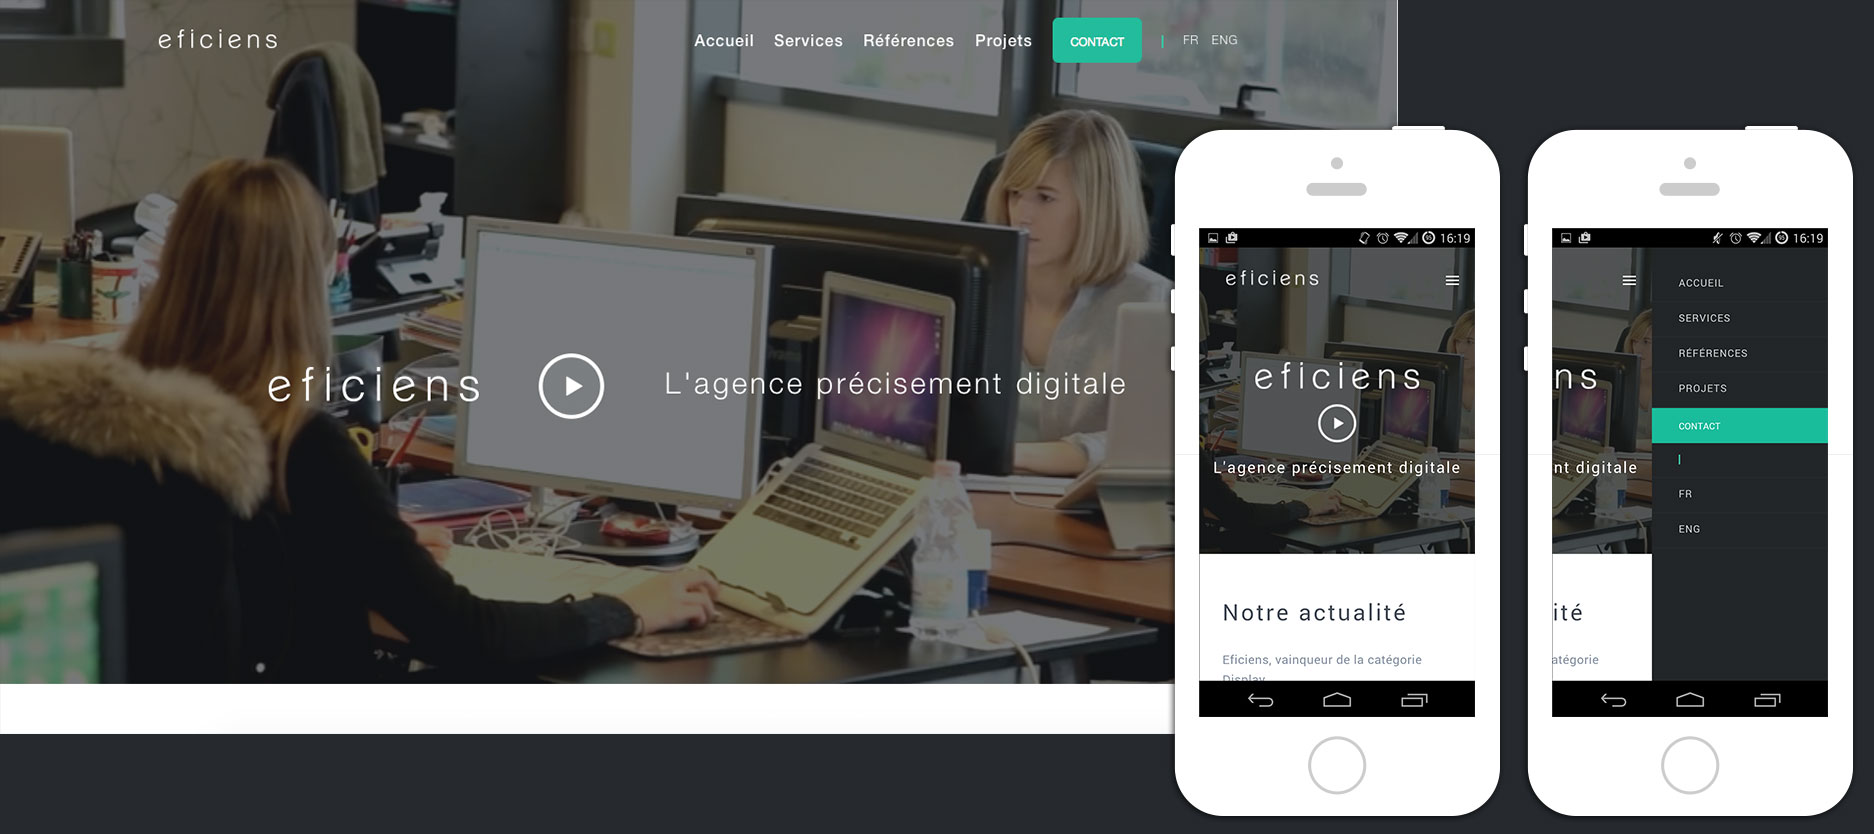 eficiens
Accueil Services Références Projets CONTACT | FR ENG
eficiens L'agence précisement digitale
16:19
eficiens
eficiens
L'agence précisement digitale
Notre actualité
Eficiens, vainqueur de la catégorie
Display
16:19
ACCUEIL
SERVICES
RÉFÉRENCES
PROJETS
CONTACT
|
FR
ENG
ns
nt digitale
ité
atégorie